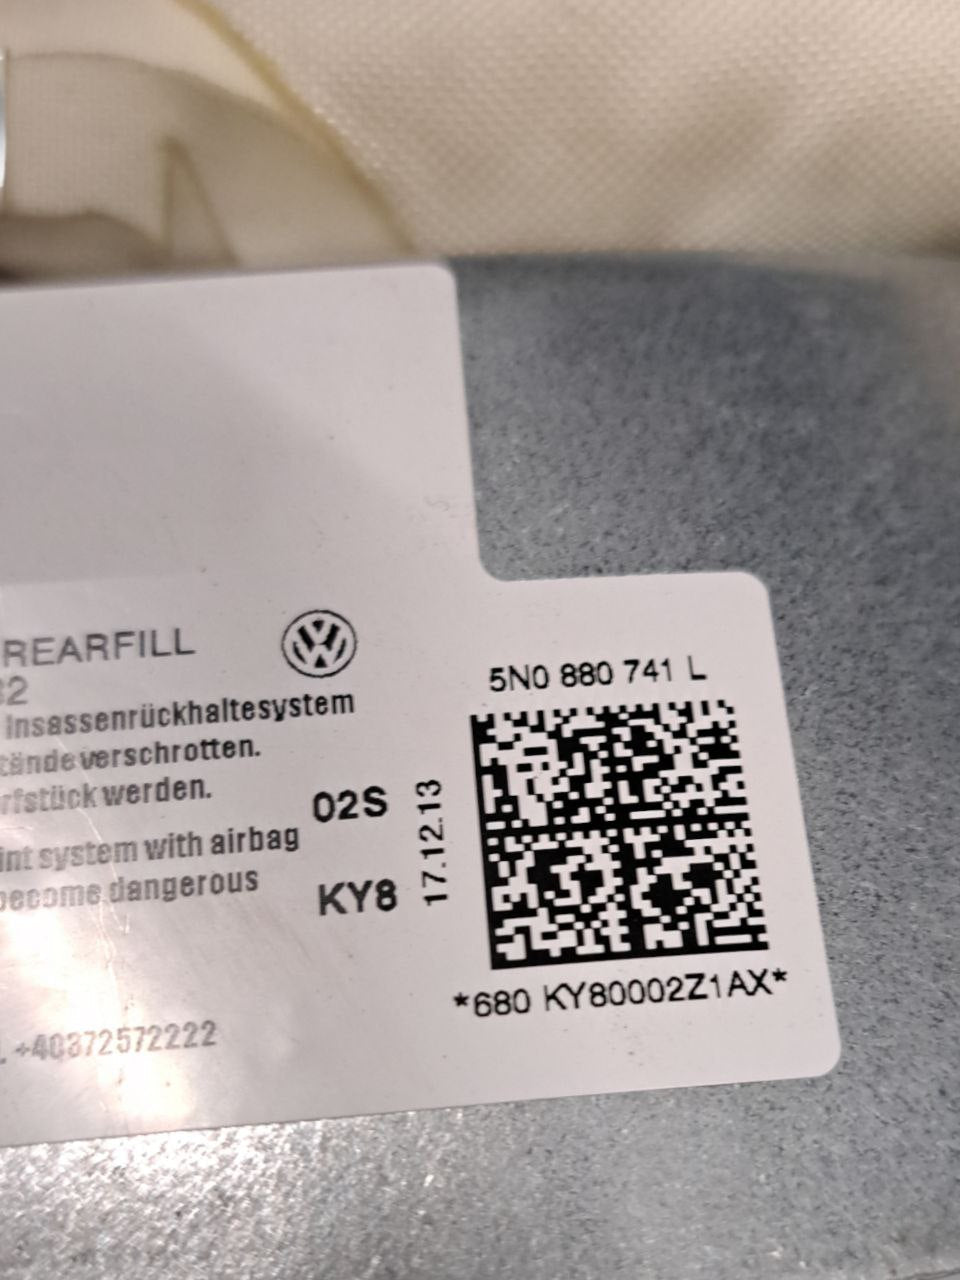 REARFILL
32
Insassenrückhaltesystem
tände verschrotten.
rfstück werden.
int system with airbag
become dangerous
. +40372572222
02S
KY8
17.12.13
5N0 880 741 L
*680 KY80002Z1AX*